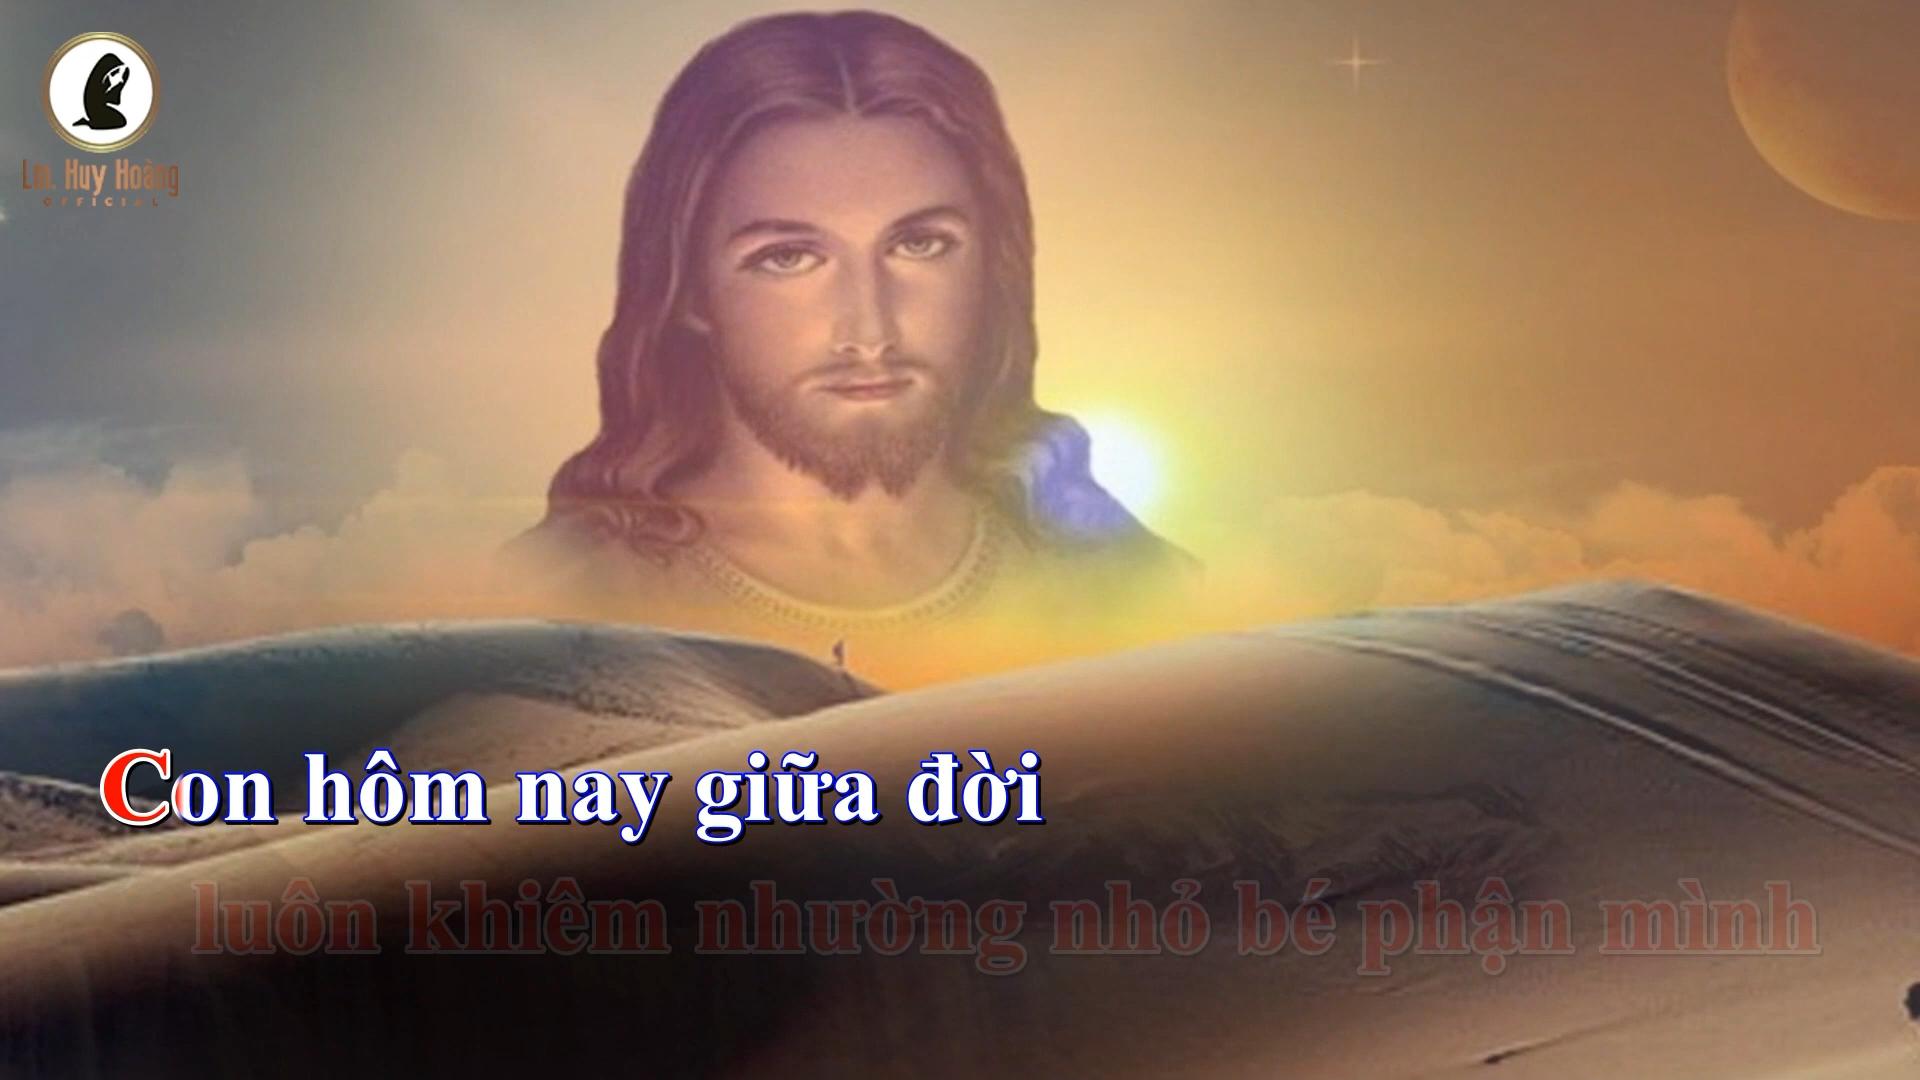 Lm. Huy Hoàng
OFFICIAL
Con hôm nay giữa đời
luôn khiêm nhường nhỏ bé phận mình